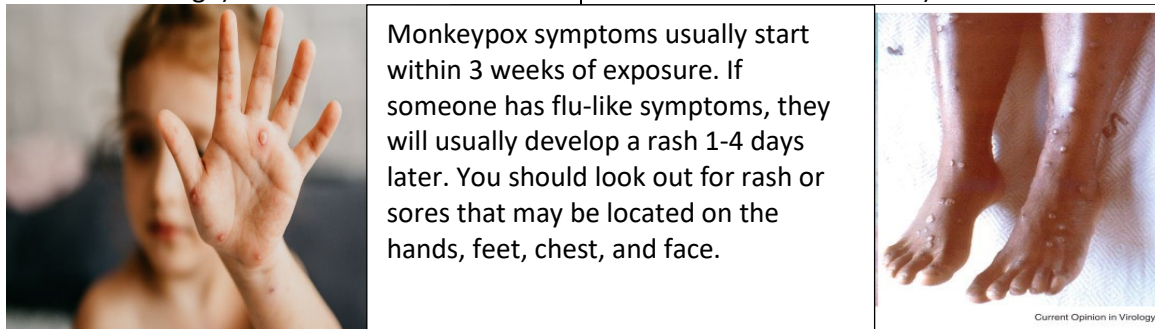 Monkeypox symptoms usually start
within 3 weeks of exposure. If
someone has flu-like symptoms, they
will usually develop a rash 1-4 days
later. You should look out for rash or
sores that may be located on the
hands, feet, chest, and face.
Current Opinion in Virology